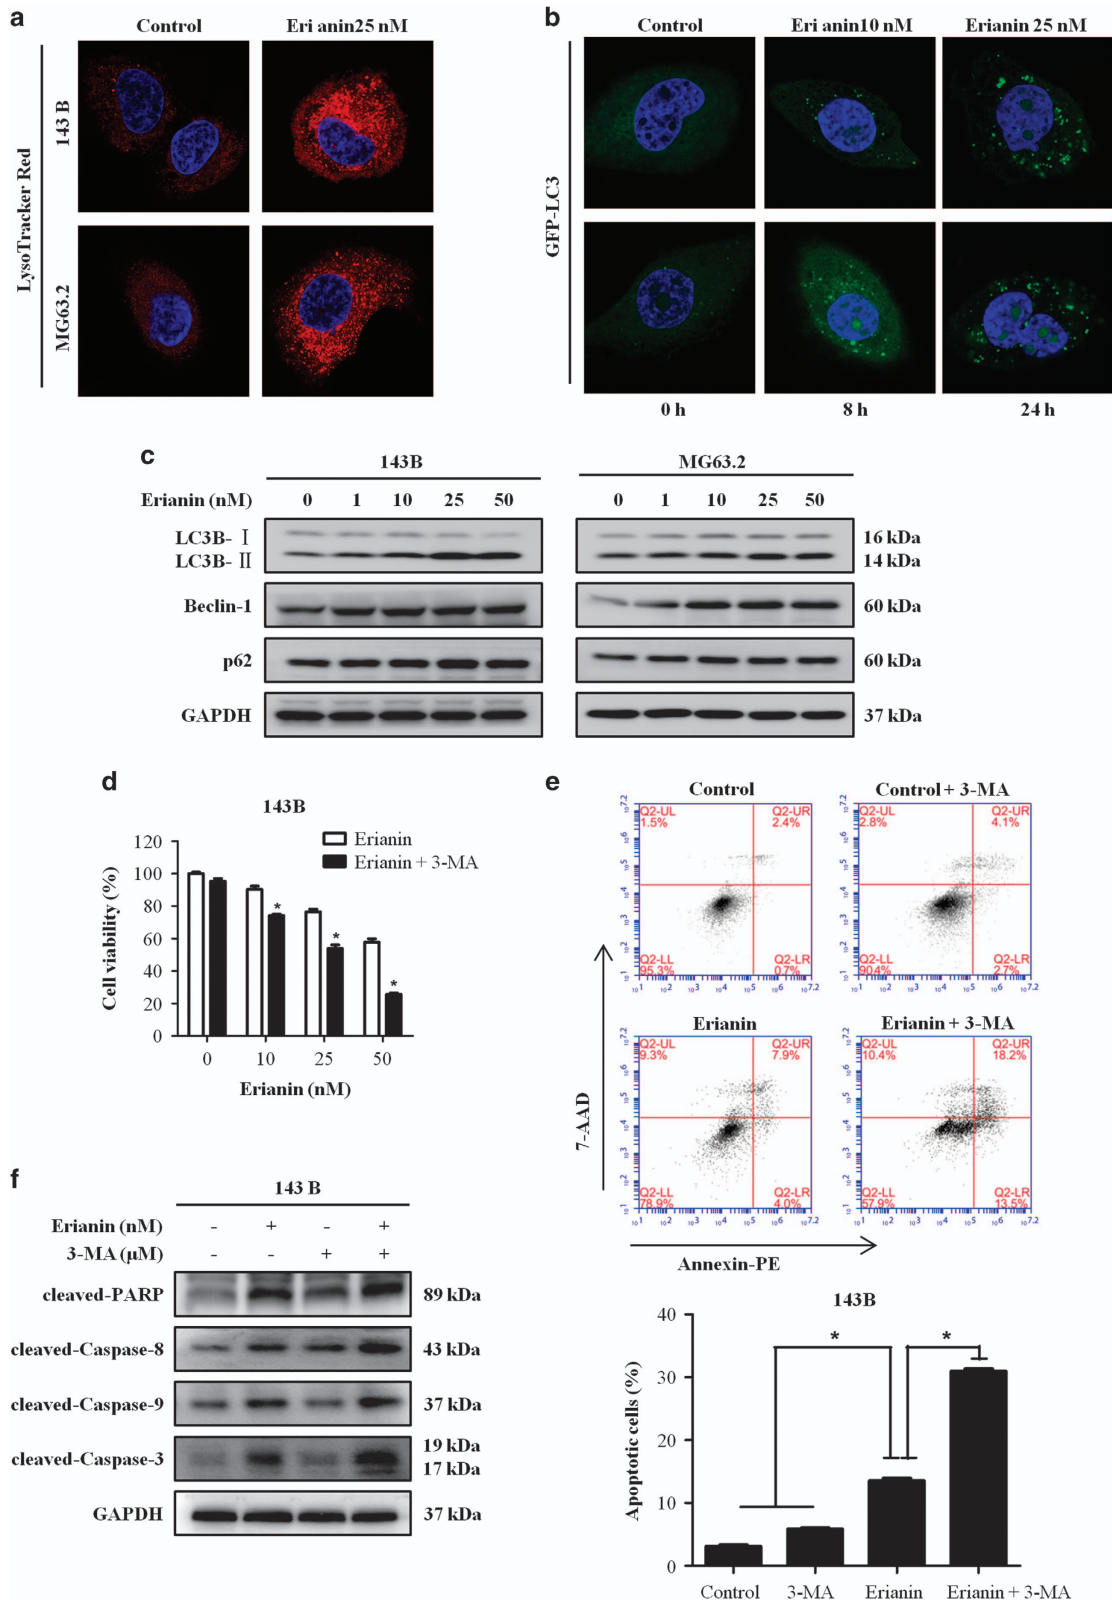 a
Control
Eri anin25 nM
LysoTracker Red
143 B
MG63.2
b
Control
Eri anin10 nM
Erianin 25 nM
GFP-LC3
0 h
8 h
24 h
c
143B
MG63.2
Erianin (nM)
0 1 10 25 50
0 1 10 25 50
LC3B- Ⅰ
16 kDa
LC3B- Ⅱ
14 kDa
Beclin-1
60 kDa
p62
60 kDa
GAPDH
37 kDa
d
143B
Erianin
Erianin + 3-MA
Cell viability (%)
120
100
80
60
40
20
0
*
*
*
0 10 25 50
Erianin (nM)
e
Control
Q2-UL
1.5%
Q2-UR
2.4%
Q2-LL
95.3%
Q2-LR
0.7%
Control + 3-MA
Q2-UL
2.8%
Q2-UR
4.1%
Q2-LL
90.4%
Q2-LR
2.7%
Erianin
Q2-UL
9.3%
Q2-UR
7.9%
Q2-LL
78.9%
Q2-LR
4.0%
Erianin + 3-MA
Q2-UL
10.4%
Q2-UR
18.2%
Q2-LL
57.9%
Q2-LR
13.5%
7-AAD
Annexin-PE
143B
Apoptotic cells (%)
40
30
20
10
0
*
*
Control 3-MA Erianin Erianin + 3-MA
f
143 B
Erianin (nM) - + - +
3-MA (μM) - - + +
cleaved-PARP
89 kDa
cleaved-Caspase-8
43 kDa
cleaved-Caspase-9
37 kDa
cleaved-Caspase-3
19 kDa
17 kDa
GAPDH
37 kDa